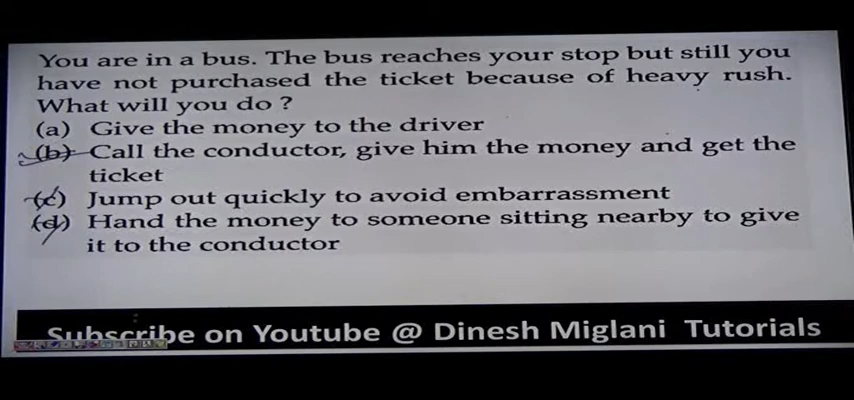 You are in a bus. The bus reaches your stop but still you
have not purchased the ticket because of heavy rush.
What will you do ?
(a) Give the money to the driver
(b) Call the conductor, give him the money and get the
ticket
(c) Jump out quickly to avoid embarrassment
(d) Hand the money to someone sitting nearby to give
it to the conductor
Subscribe on Youtube @ Dinesh Miglani Tutorials